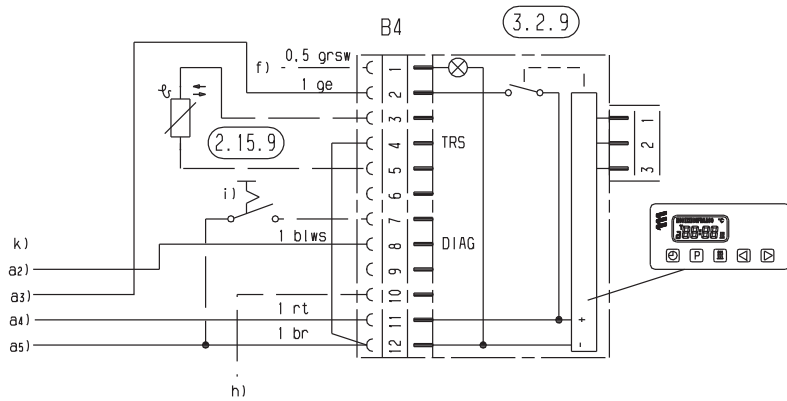 B4
3.2.9
f)
0,5 grsw
1 ge
2.15.9
i)
1 blws
k)
a2)
a3)
a4)
a5)
1 rt
1 br
h)
1
2
3
4
5
6
7
8
9
10
11
12
TRS
DIAG
+
-
1
2
3
°C
88:88
P